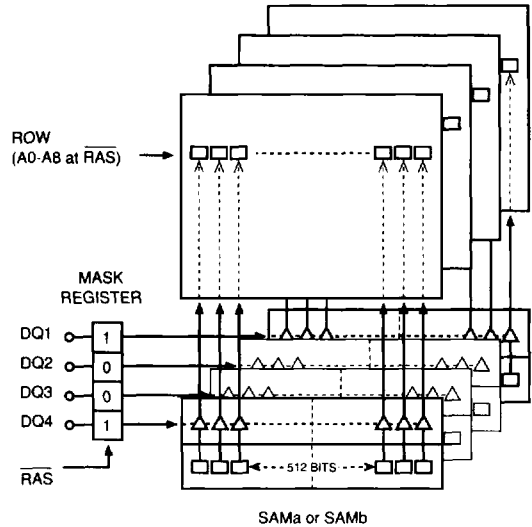 ROW
(A0-A8 at RAS)
MASK
REGISTER
DQ1 1
DQ2 0
DQ3 0
DQ4 1
RAS
512 BITS
SAMa or SAMb